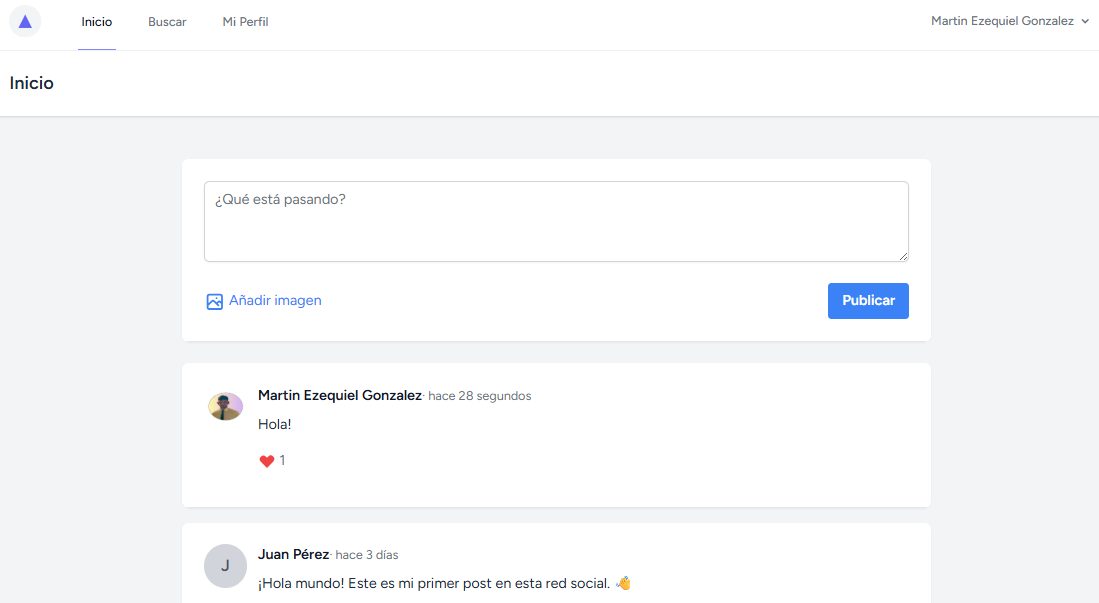 Inicio Buscar Mi Perfil Martin Ezequiel Gonzalez
Inicio
¿Qué está pasando?
Añadir imagen Publicar
Martin Ezequiel Gonzalez· hace 28 segundos
Hola!
1
Juan Pérez· hace 3 días
J
¡Hola mundo! Este es mi primer post en esta red social. 👋